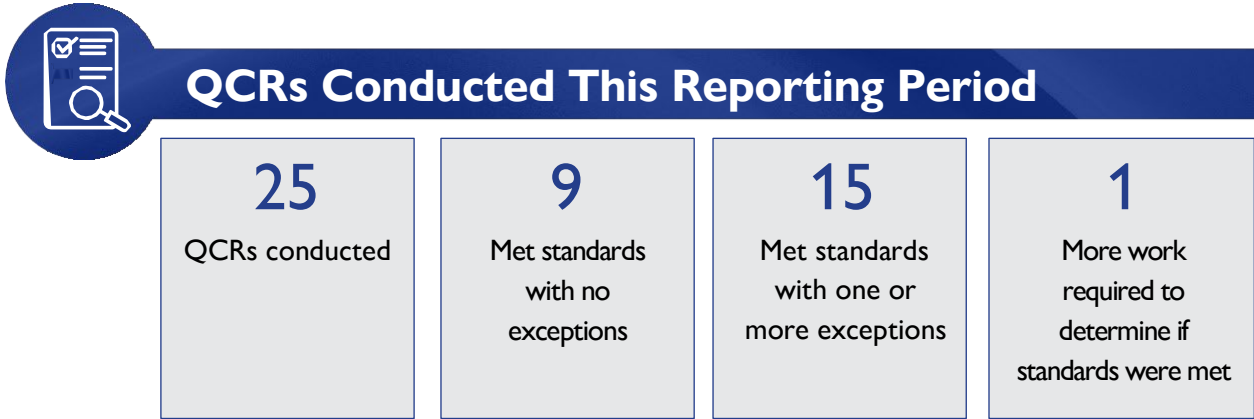 QCRs Conducted This Reporting Period
25
QCRs conducted
9
Met standards
with no
exceptions
15
Met standards
with one or
more exceptions
1
More work
required to
determine if
standards were met